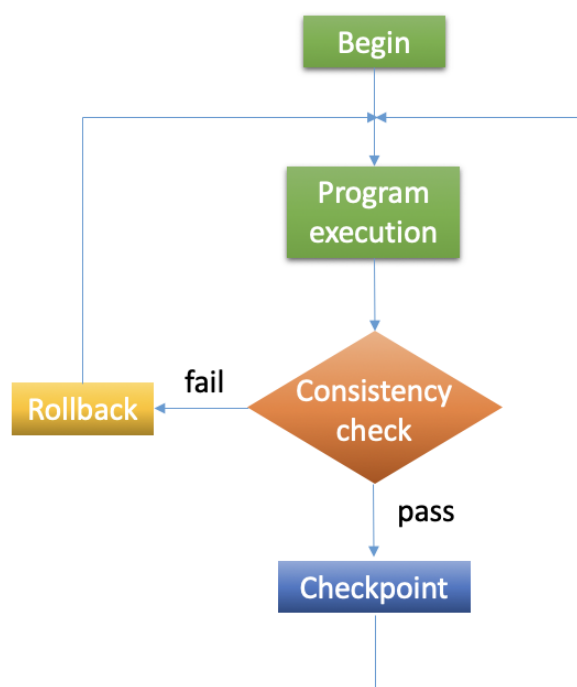 Begin
Program
execution
Consistency
check
fail
Rollback
pass
Checkpoint